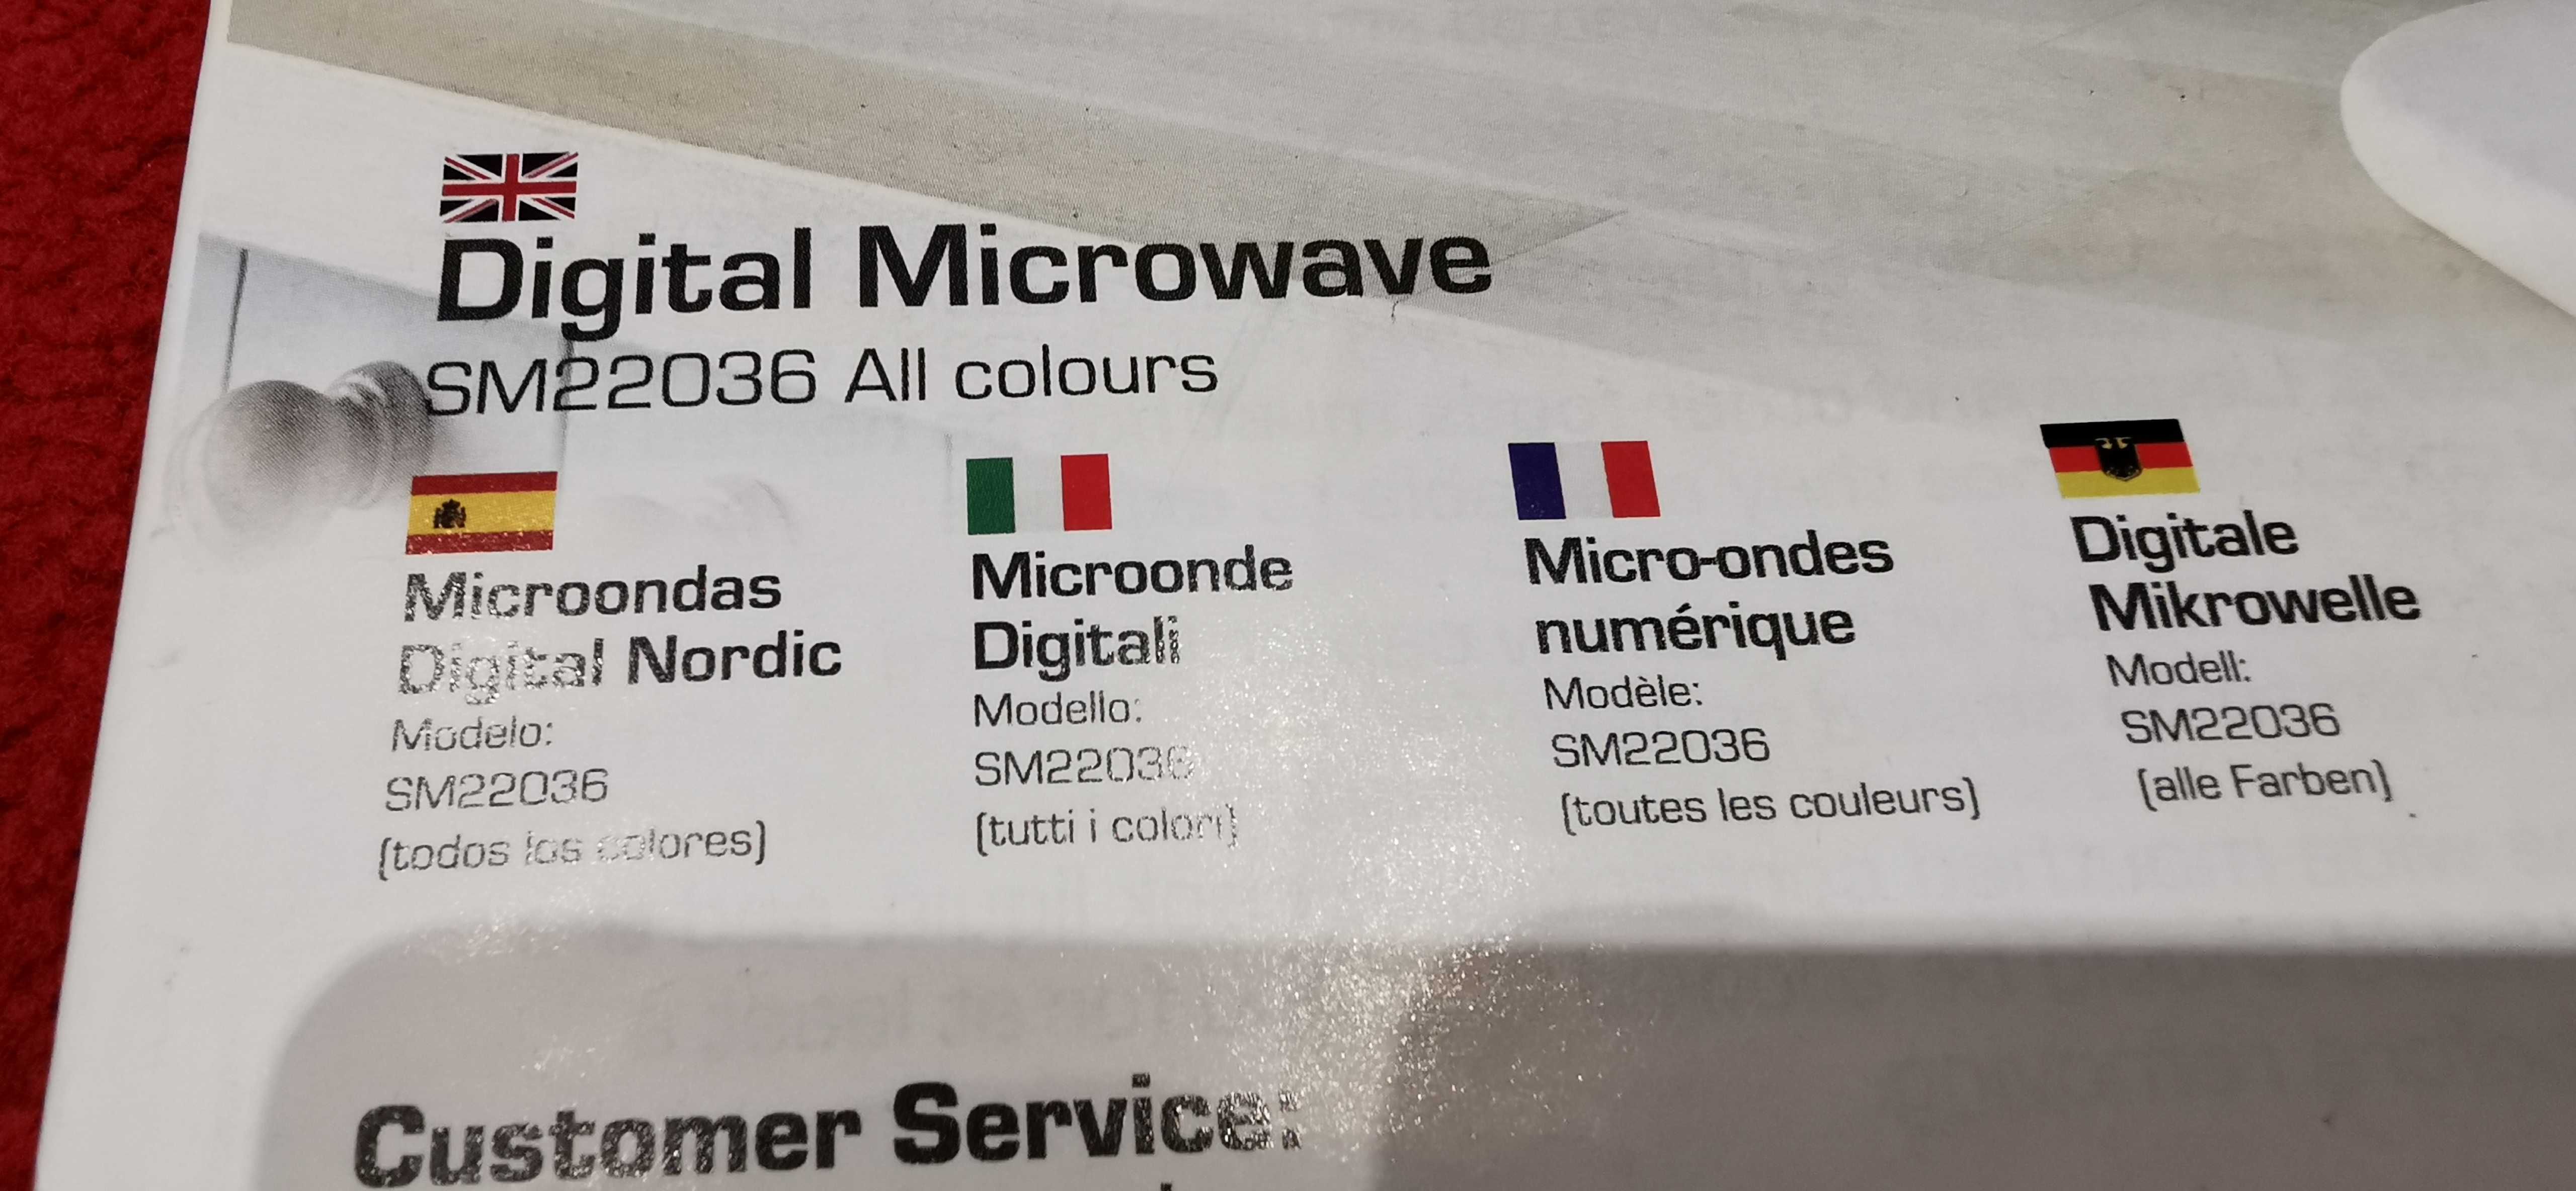 Digital Microwave
SM22036 All colours
Microondas
Digital Nordic
Modelo:
SM22036
(todos los colores)
Microonde
Digitali
Modello:
SM22036
(tutti i colori)
Micro-ondes
numérique
Modèle:
SM22036
(toutes les couleurs)
Digitale
Mikrowelle
Modell:
SM22036
(alle Farben)
Customer Service: